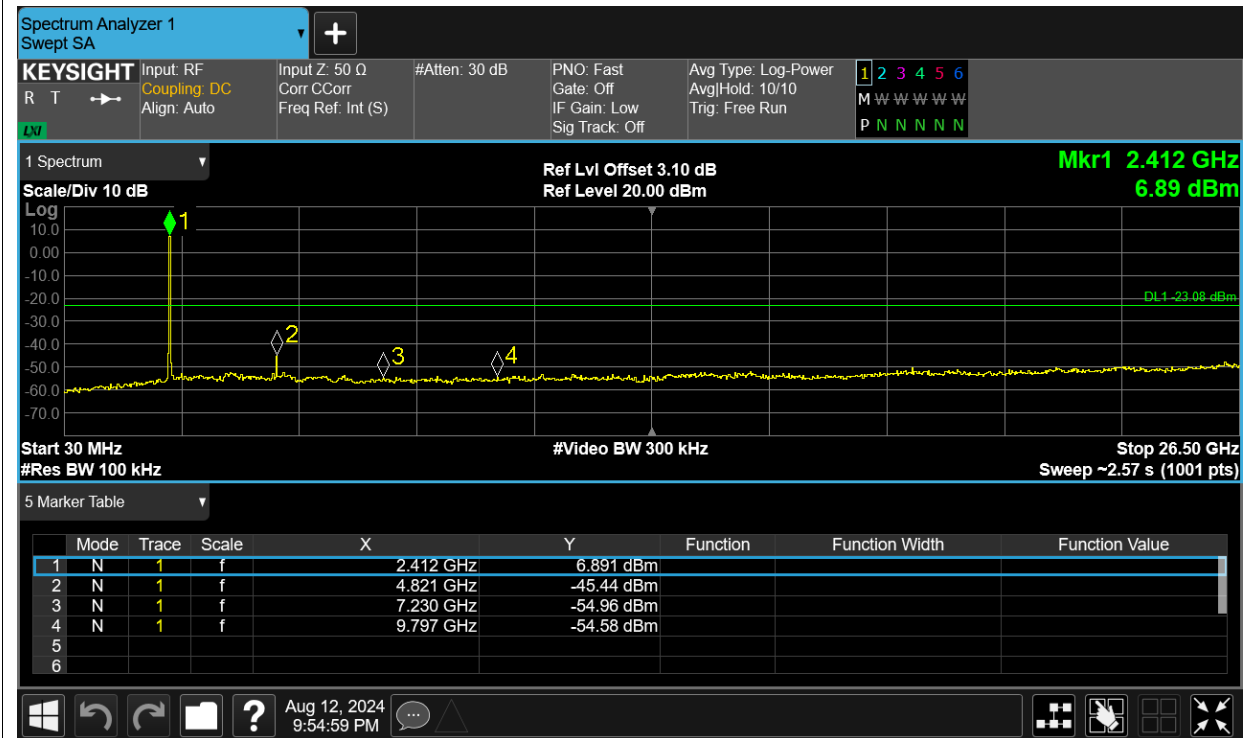 Spectrum Analyzer 1
Swept SA
KEYSIGHT
R T
LXI
Input: RF
Coupling: DC
Align: Auto
Input Z: 50 Ω
Corr CCorr
Freq Ref: Int (S)
#Atten: 30 dB
PNO: Fast
Gate: Off
IF Gain: Low
Sig Track: Off
Avg Type: Log-Power
Avg|Hold: 10/10
Trig: Free Run
1 2 3 4 5 6
M W W W W W
P N N N N N
1 Spectrum
Scale/Div 10 dB
Ref Lvl Offset 3.10 dB
Ref Level 20.00 dBm
Mkr1 2.412 GHz
6.89 dBm
Log
10.0
0.00
-10.0
-20.0
-30.0
-40.0
-50.0
-60.0
-70.0
1
2
3
4
DL1 -23.08 dBm
Start 30 MHz
#Res BW 100 kHz
#Video BW 300 kHz
Stop 26.50 GHz
Sweep ~2.57 s (1001 pts)
5 Marker Table
Mode Trace Scale X Y Function Function Width Function Value
1 N 1 f 2.412 GHz 6.891 dBm
2 N 1 f 4.821 GHz -45.44 dBm
3 N 1 f 7.230 GHz -54.96 dBm
4 N 1 f 9.797 GHz -54.58 dBm
5
6
?
Aug 12, 2024
9:54:59 PM